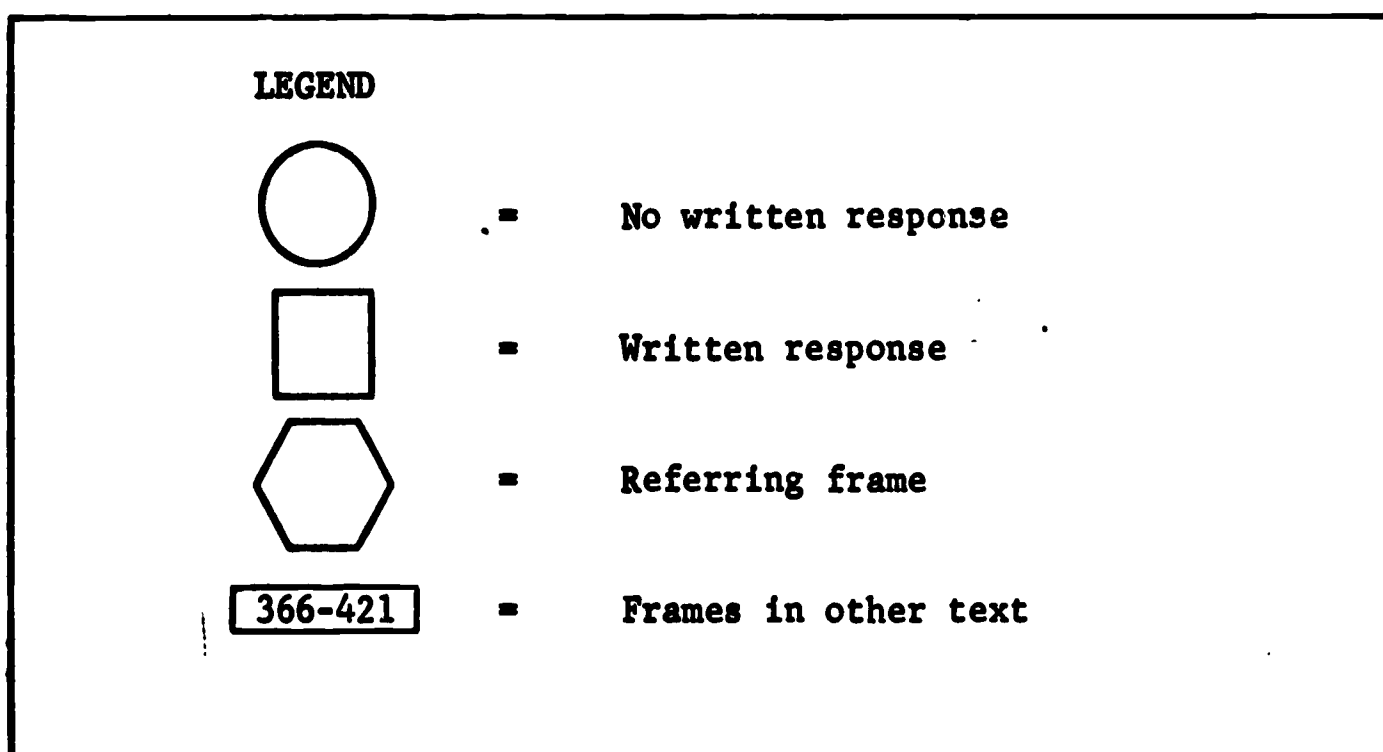 LEGEND
= No written response
= Written response
= Referring frame
366-421 = Frames in other text